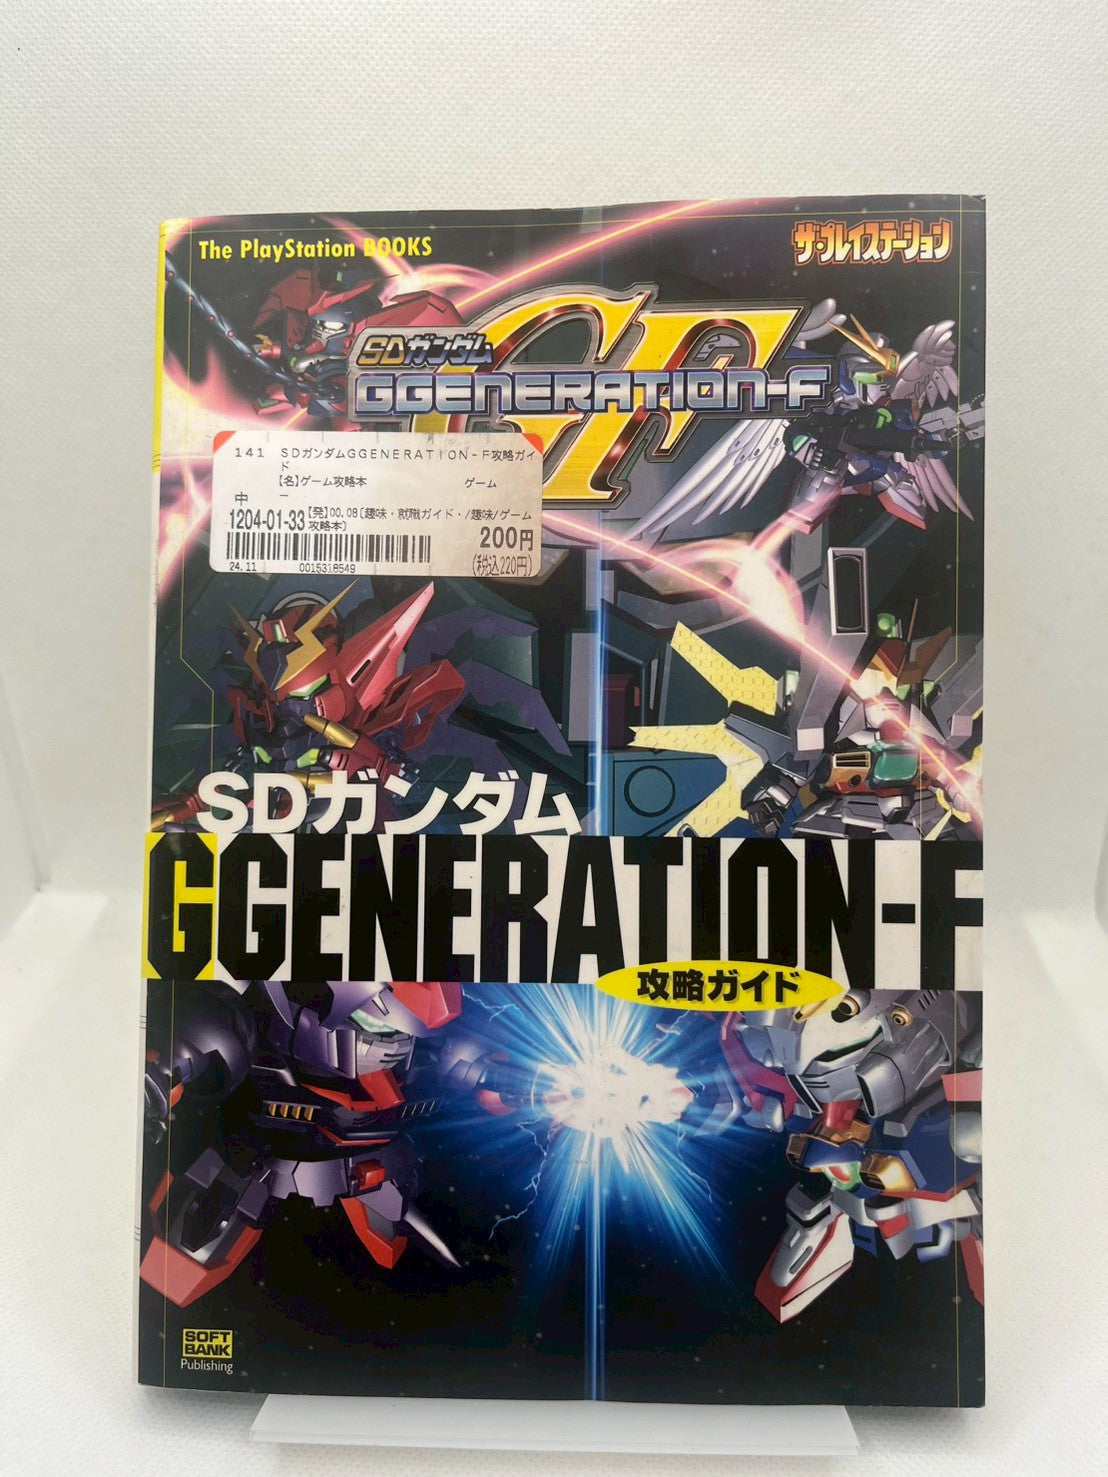 The PlayStation BOOKS
ザ・プレイステーション
GF
SDガンダム
GGENERATION-F
141 SDガンダムGGENERATION-F攻略ガイ
ド
【名】ゲーム攻略本 ゲーム
中 一
1204-01-33 【発】00.08〔趣味・就職ガイド・/趣味/ゲーム
攻略本〕
200円
(税込220円)
24.11 0015318549
SDガンダム
GGENERATION-F
攻略ガイド
SOFT
BANK
Publishing